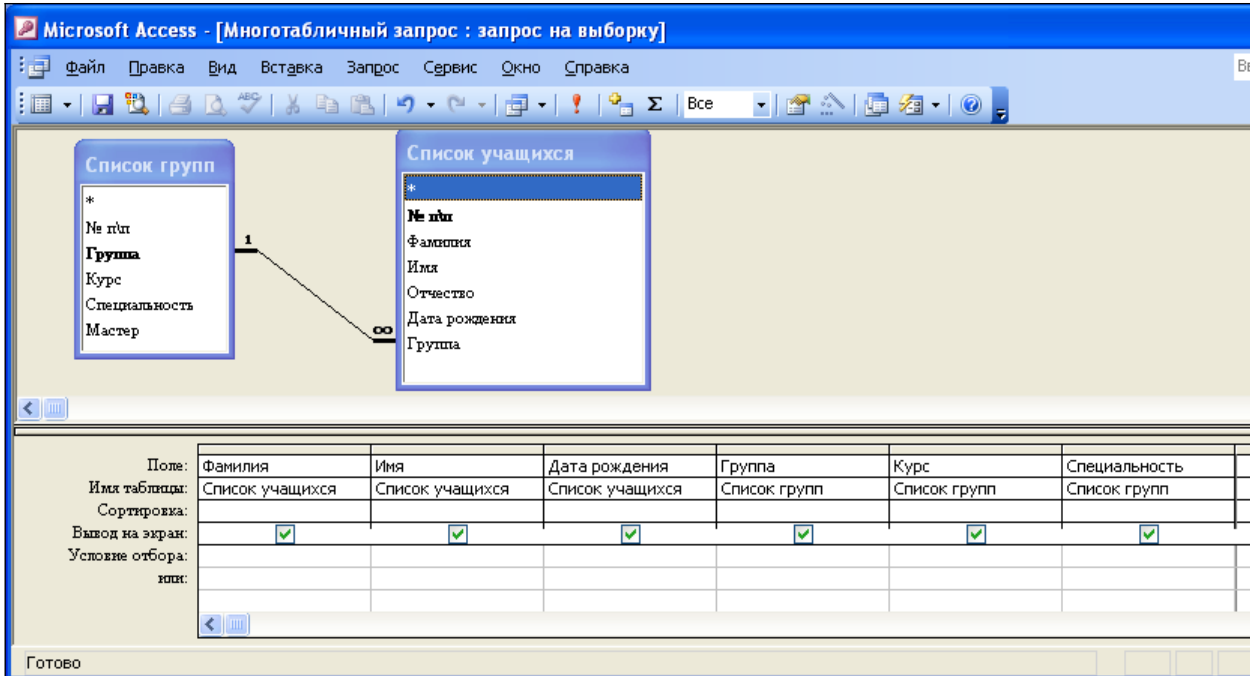 Microsoft Access - [Многотабличный запрос : запрос на выборку]
Файл Правка Вид Вставка Запрос Сервис Окно Справка
Все
Список групп
*
№ п\п
Группа
Курс
Специальность
Мастер
1
∞
Список учащихся
*
№ п\п
Фамилия
Имя
Отчество
Дата рождения
Группа
Поле: Фамилия Имя Дата рождения Группа Курс Специальность
Имя таблицы: Список учащихся Список учащихся Список учащихся Список групп Список групп Список групп
Сортировка:
Вывод на экран:
Условие отбора:
или:
Готово